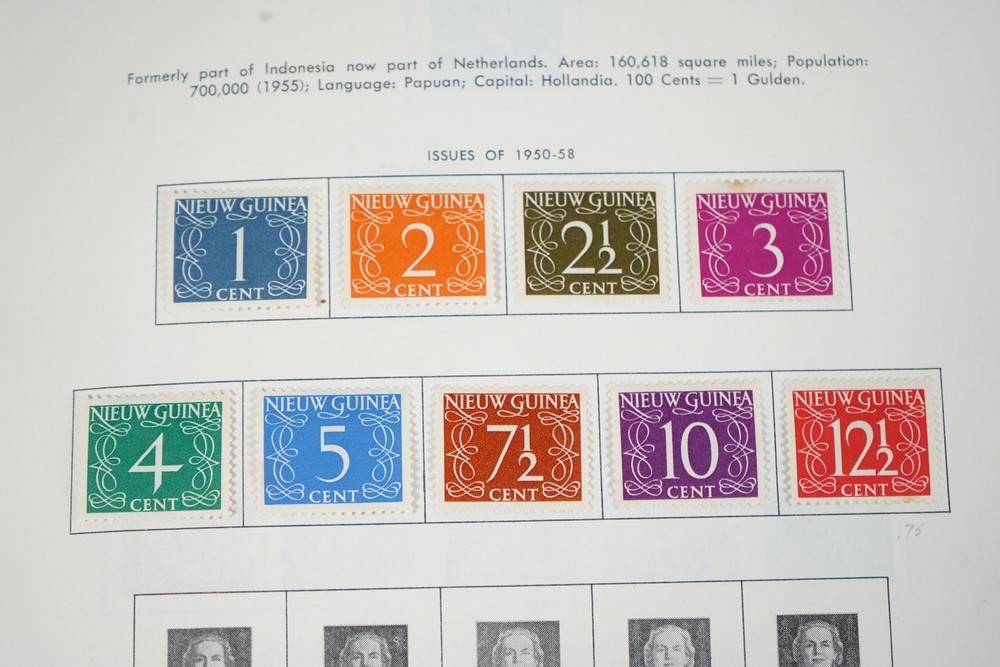 Formerly part of Indonesia now part of Netherlands. Area: 160,618 square miles; Population:
700,000 (1955); Language: Papuan; Capital: Hollandia. 100 Cents = 1 Gulden.
ISSUES OF 1950-58
NIEUW GUINEA
1
CENT
NIEUW GUINEA
2
CENT
NIEUW GUINEA
2½
CENT
NIEUW GUINEA
3
CENT
NIEUW GUINEA
4
CENT
NIEUW GUINEA
5
CENT
NIEUW GUINEA
7½
CENT
NIEUW GUINEA
10
CENT
NIEUW GUINEA
12½
CENT
.75